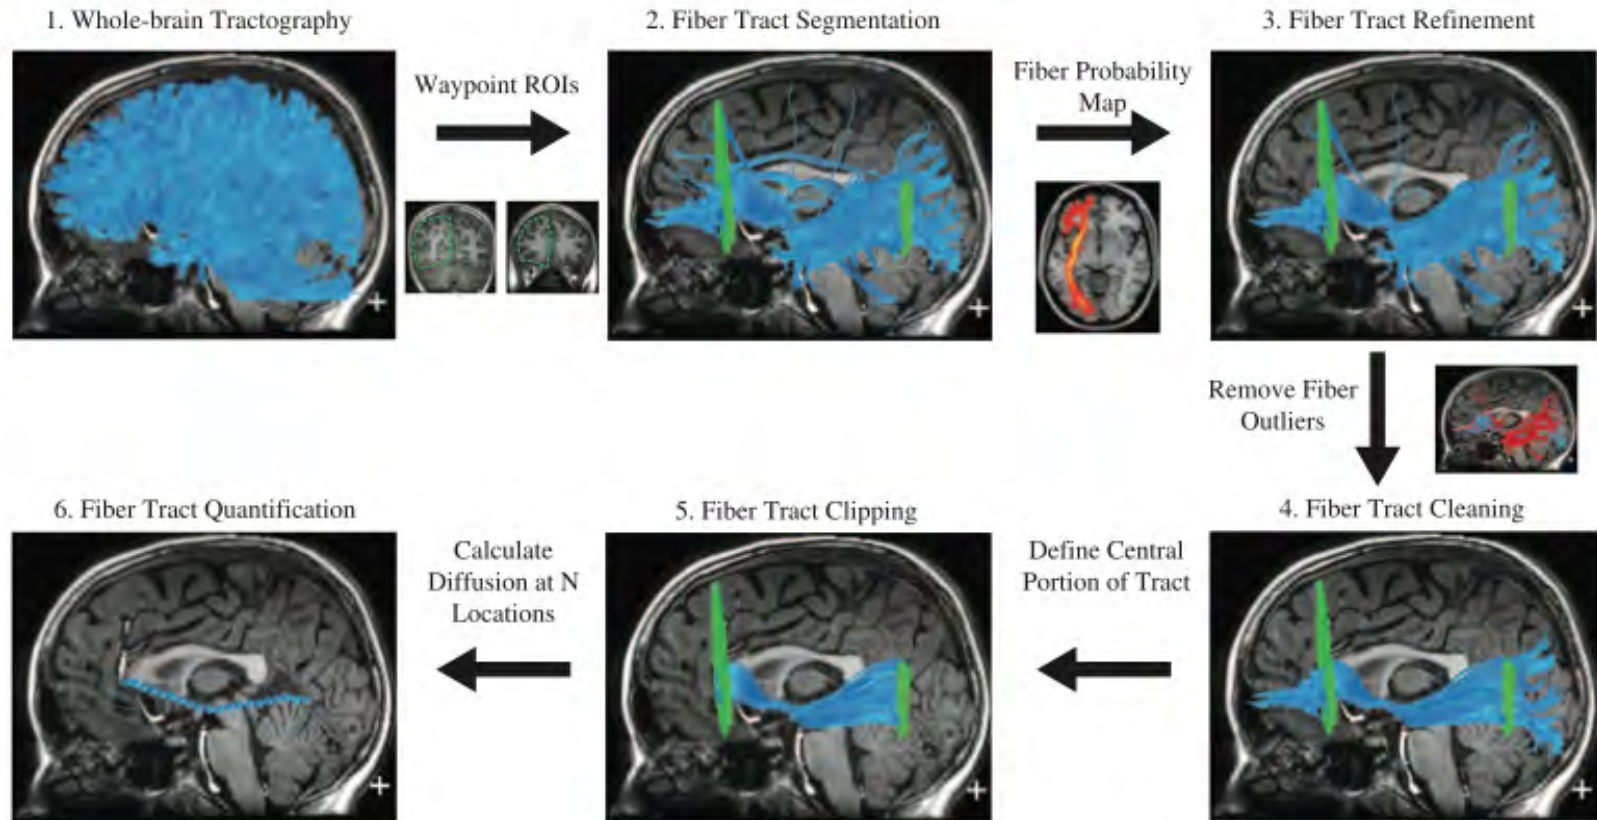 1. Whole-brain Tractography
Waypoint ROIs
2. Fiber Tract Segmentation
Fiber Probability
Map
3. Fiber Tract Refinement
Remove Fiber
Outliers
4. Fiber Tract Cleaning
Define Central
Portion of Tract
5. Fiber Tract Clipping
Calculate
Diffusion at N
Locations
6. Fiber Tract Quantification